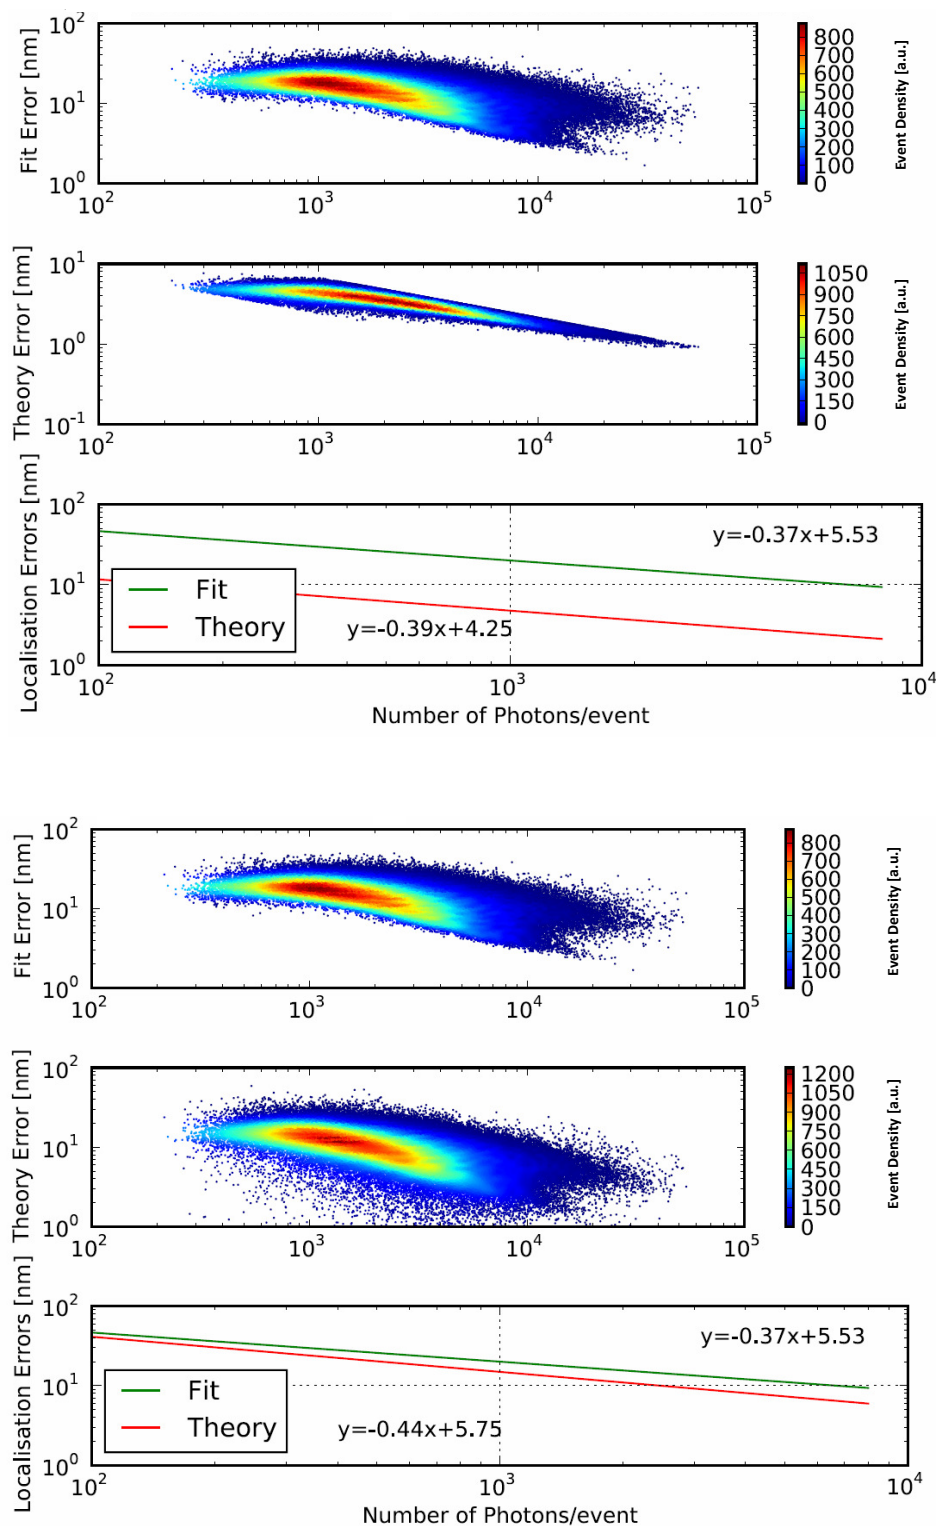 Fit Error [nm]
10^2
10^1
10^0
10^2 10^3 10^4 10^5
800
700
600
500
400
300
200
100
0
Event Density [a.u.]
Theory Error [nm]
10^1
10^0
10^-1
10^2 10^3 10^4 10^5
1050
900
750
600
450
300
150
0
Event Density [a.u.]
Localisation Errors [nm]
10^2
10^1
10^0
y=-0.37x+5.53
Fit
Theory
y=-0.39x+4.25
10^2 10^3 10^4
Number of Photons/event
Fit Error [nm]
10^2
10^1
10^0
10^2 10^3 10^4 10^5
800
700
600
500
400
300
200
100
0
Event Density [a.u.]
Theory Error [nm]
10^2
10^1
10^0
10^2 10^3 10^4 10^5
1200
1050
900
750
600
450
300
150
0
Event Density [a.u.]
Localisation Errors [nm]
10^2
10^1
10^0
y=-0.37x+5.53
Fit
Theory
y=-0.44x+5.75
10^2 10^3 10^4
Number of Photons/event